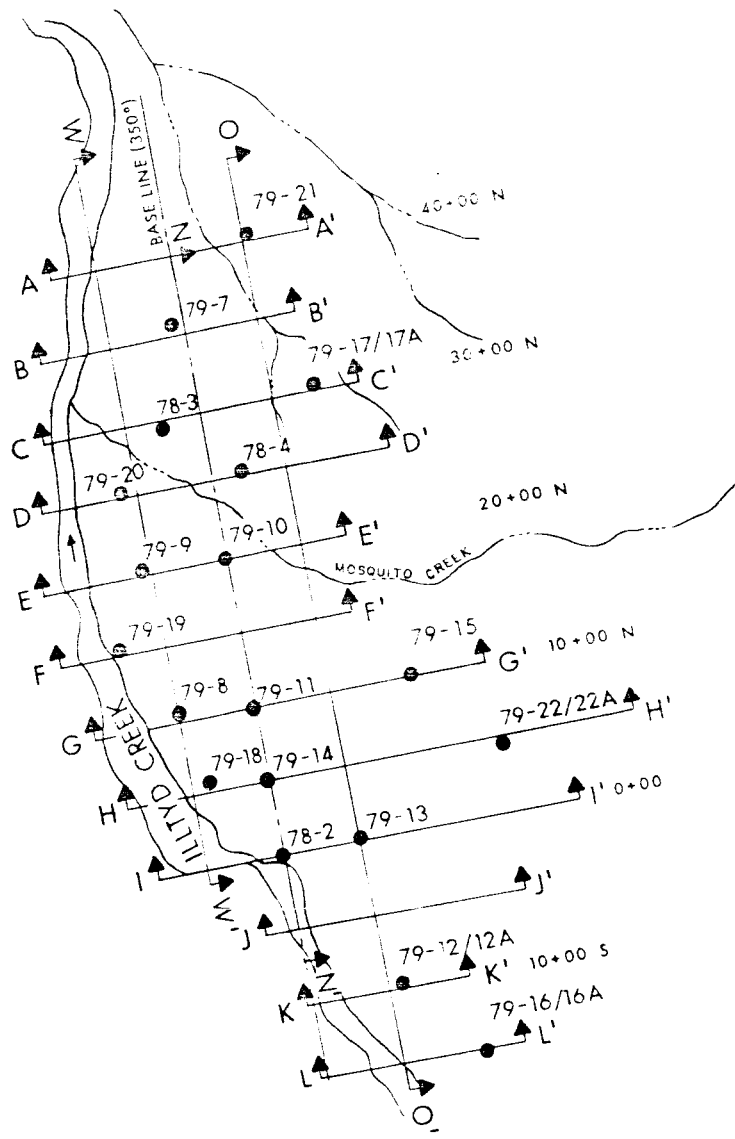 M
BASE LINE (350°)
O
79-21
40+00 N
N
A
A'
79-7
B
B'
30+00 N
79-17/17A
C
C'
78-3
78-4
D
D'
79-20
20+00 N
79-9
79-10
E
E'
MOSQUITO CREEK
79-19
F
F'
79-15
G
G'
10+00 N
79-8
79-11
79-22/22A
H
H'
79-18
79-14
ILLTYD CREEK
I
I' 0+00
78-2
79-13
M'
J
J'
79-12/12A
K
K'
10+00 S
N'
79-16/16A
L
L'
O'